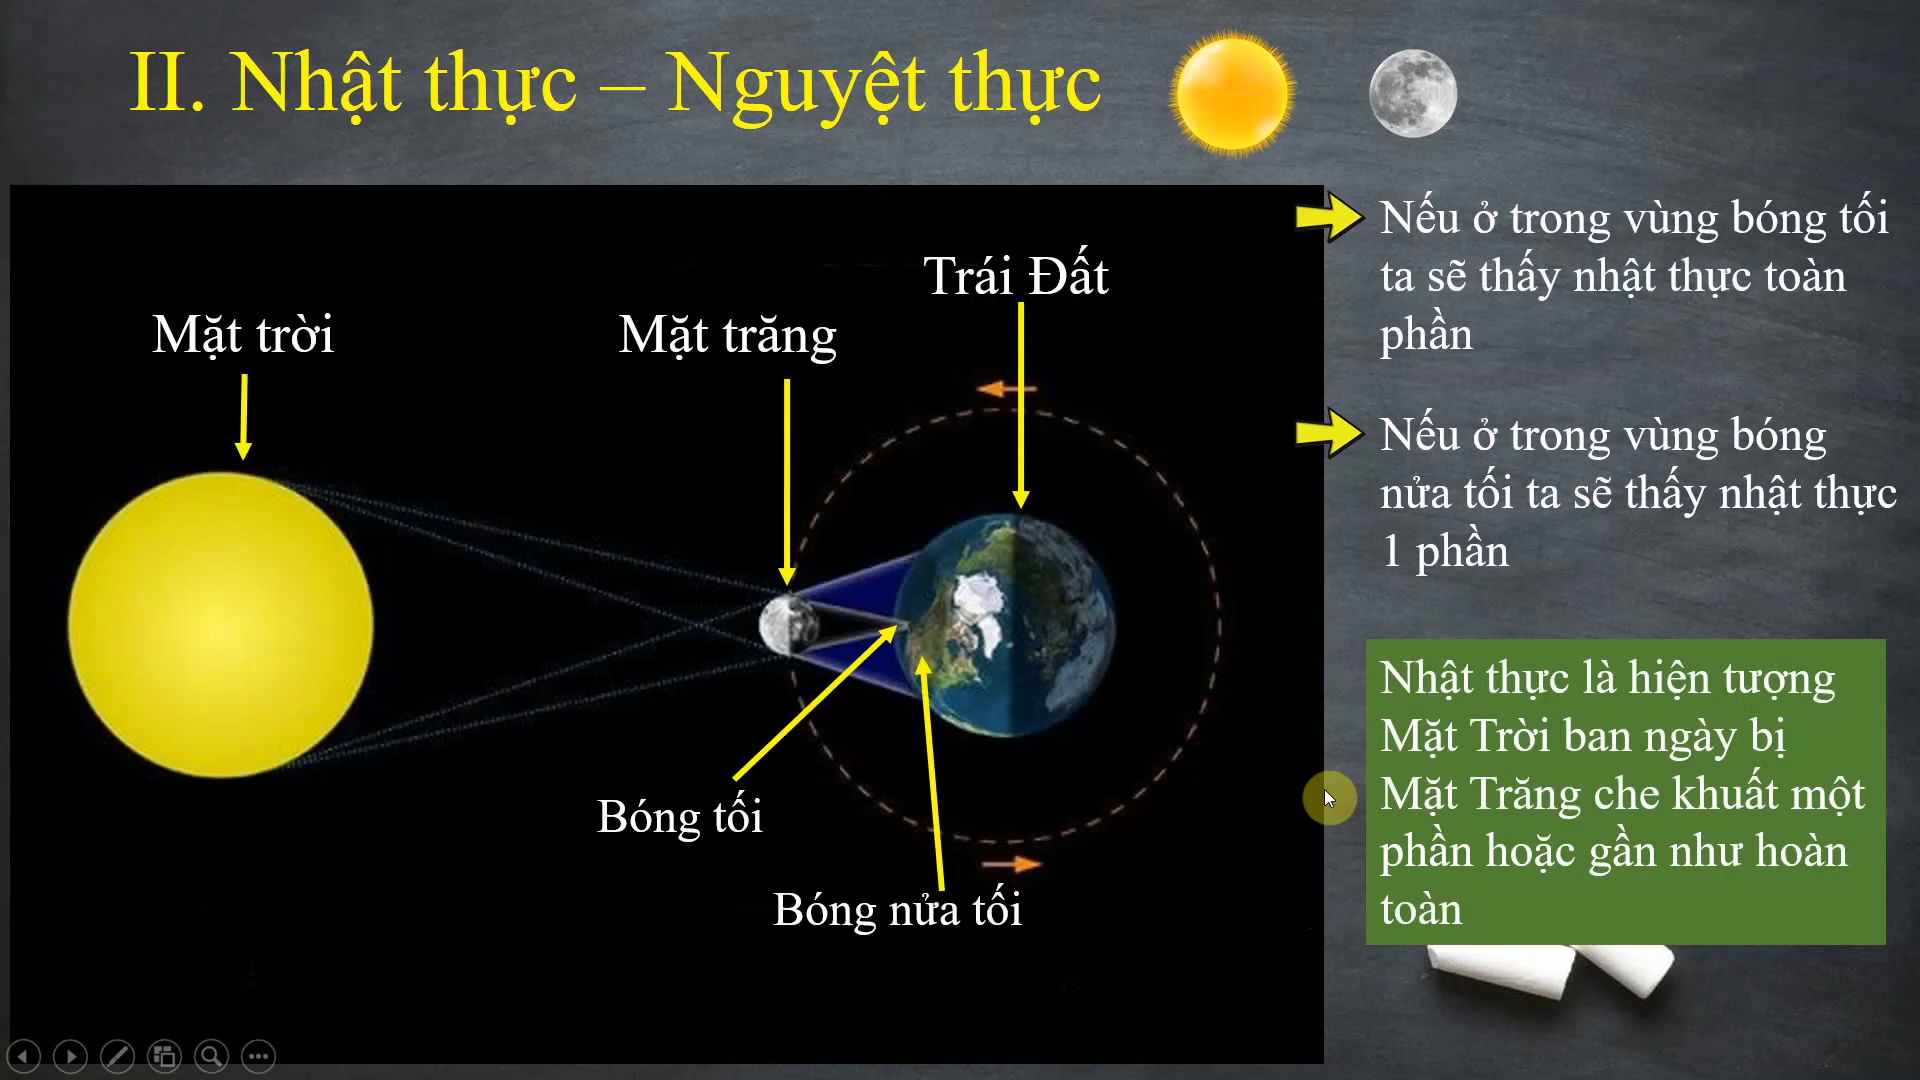 II. Nhật thực – Nguyệt thực
Nếu ở trong vùng bóng tối
ta sẽ thấy nhật thực toàn
phần
Trái Đất
Mặt trời
Mặt trăng
Nếu ở trong vùng bóng
nửa tối ta sẽ thấy nhật thực
1 phần
Nhật thực là hiện tượng
Mặt Trời ban ngày bị
Mặt Trăng che khuất một
phần hoặc gần như hoàn
toàn
Bóng tối
Bóng nửa tối